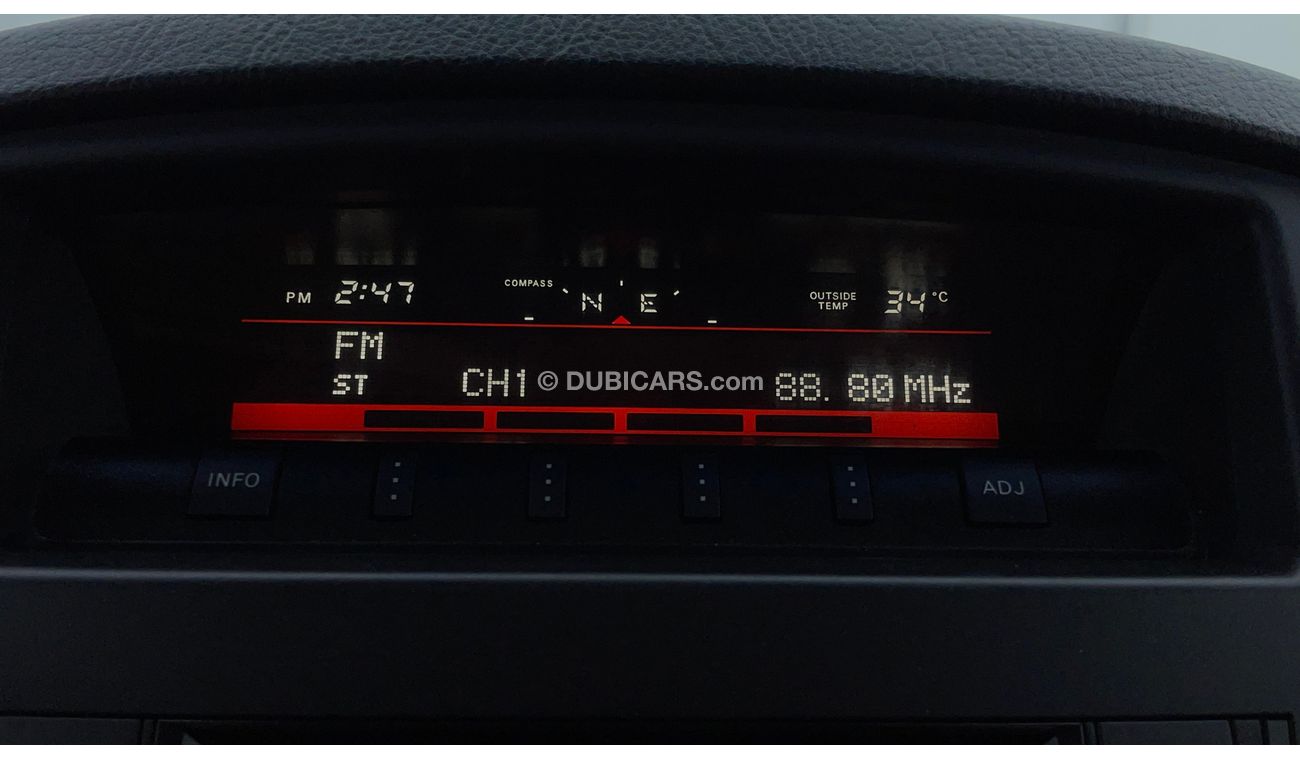 PM 2:47 COMPASS N E OUTSIDE TEMP 34°C
FM
ST CH1 © DUBICARS.com 88.80 MHz
INFO ADJ